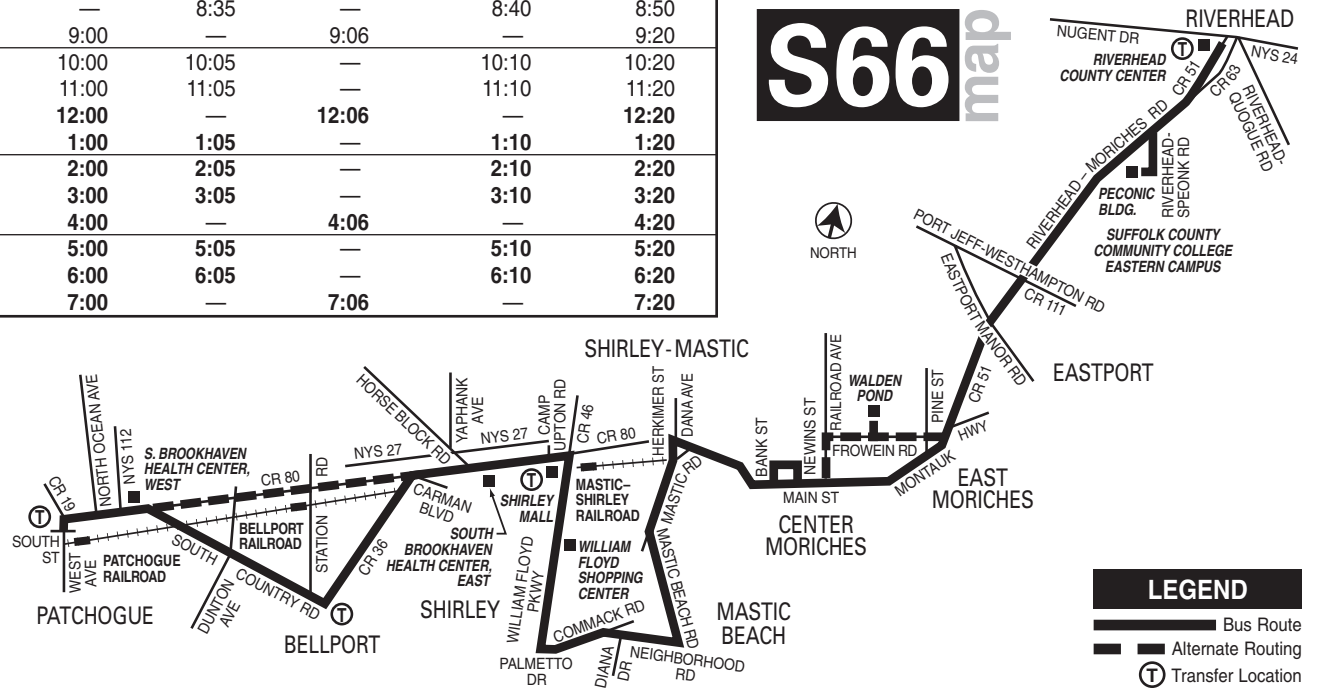 — 8:35 — 8:40 8:50
9:00 — 9:06 — 9:20
10:00 10:05 — 10:10 10:20
11:00 11:05 — 11:10 11:20
12:00 — 12:06 — 12:20
1:00 1:05 — 1:10 1:20
2:00 2:05 — 2:10 2:20
3:00 3:05 — 3:10 3:20
4:00 — 4:06 — 4:20
5:00 5:05 — 5:10 5:20
6:00 6:05 — 6:10 6:20
7:00 — 7:06 — 7:20
S66 map
RIVERHEAD
NUGENT DR
NYS 24
T
RIVERHEAD
COUNTY CENTER
CR 51
CR 63
RIVERHEAD-
QUOGUE RD
RIVERHEAD – MORICHES RD
RIVERHEAD-
SPEONK RD
PECONIC
BLDG.
SUFFOLK COUNTY
COMMUNITY COLLEGE
EASTERN CAMPUS
NORTH
PORT JEFF-WESTHAMPTON RD
CR 111
EASTPORT MANOR RD
EASTPORT
CR 51
SHIRLEY-MASTIC
HORSE BLOCK RD
YAPHANK
AVE
NYS 27
NYS 27
CAMP
UPTON RD
CR 46
CR 80
HERKIMER ST
DANA AVE
BANK ST
NEWINS ST
RAILROAD AVE
WALDEN
POND
PINE ST
FROWEIN RD
HWY
MONTAUK
MAIN ST
EAST
MORICHES
CENTER
MORICHES
CR 19
NORTH OCEAN AVE
NYS 112
S. BROOKHAVEN
HEALTH CENTER,
WEST
CR 80
STATION RD
T
SOUTH
ST
WEST
AVE
PATCHOGUE
RAILROAD
PATCHOGUE
SOUTH COUNTRY RD
DUNTON
AVE
BELLPORT
RAILROAD
CR 36
T
BELLPORT
CARMAN
BLVD
SOUTH
BROOKHAVEN
HEALTH CENTER,
EAST
SHIRLEY
T
SHIRLEY
MALL
MASTIC–
SHIRLEY
RAILROAD
WILLIAM
FLOYD
SHOPPING
CENTER
WILLIAM FLOYD
PKWY
MASTIC RD
MASTIC BEACH RD
COMMACK RD
PALMETTO
DR
DIANA
DR
NEIGHBORHOOD
RD
MASTIC
BEACH
LEGEND
Bus Route
Alternate Routing
T Transfer Location